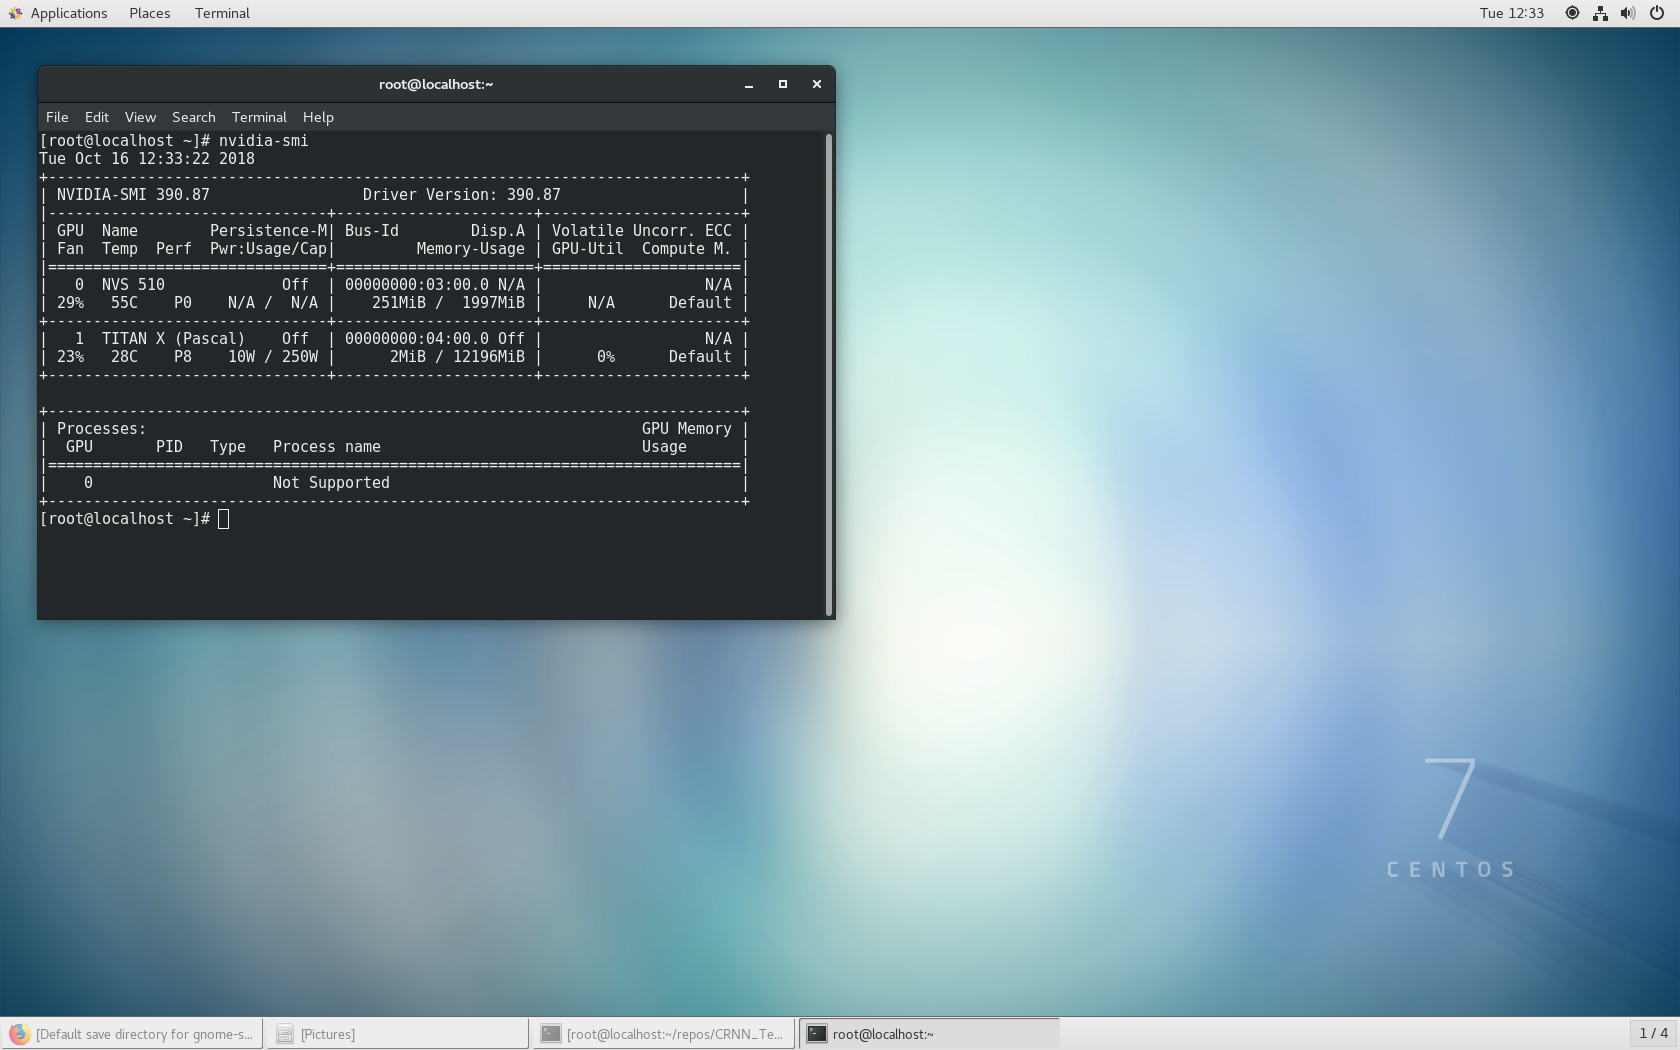 Applications Places Terminal Tue 12:33
root@localhost:~
File Edit View Search Terminal Help
[root@localhost ~]# nvidia-smi
Tue Oct 16 12:33:22 2018
+-----------------------------------------------------------------------------+
| NVIDIA-SMI 390.87                 Driver Version: 390.87                    |
|-------------------------------+----------------------+----------------------+
| GPU  Name        Persistence-M| Bus-Id        Disp.A | Volatile Uncorr. ECC |
| Fan  Temp  Perf  Pwr:Usage/Cap|         Memory-Usage | GPU-Util  Compute M. |
|===============================+======================+======================|
|   0  NVS 510             Off  | 00000000:03:00.0 N/A |                  N/A |
| 29%   55C    P0    N/A /  N/A |    251MiB /  1997MiB |     N/A      Default |
+-------------------------------+----------------------+----------------------+
|   1  TITAN X (Pascal)    Off  | 00000000:04:00.0 Off |                  N/A |
| 23%   28C    P8    10W / 250W |      2MiB / 12196MiB |      0%      Default |
+-------------------------------+----------------------+----------------------+
+-----------------------------------------------------------------------------+
| Processes:                                                       GPU Memory |
|  GPU       PID   Type   Process name                             Usage      |
|=============================================================================|
|    0                    Not Supported                                       |
+-----------------------------------------------------------------------------+
[root@localhost ~]#
7
CENTOS
[Default save directory for gnome-s... [Pictures] [root@localhost:~/repos/CRNN_Te... root@localhost:~ 1 / 4